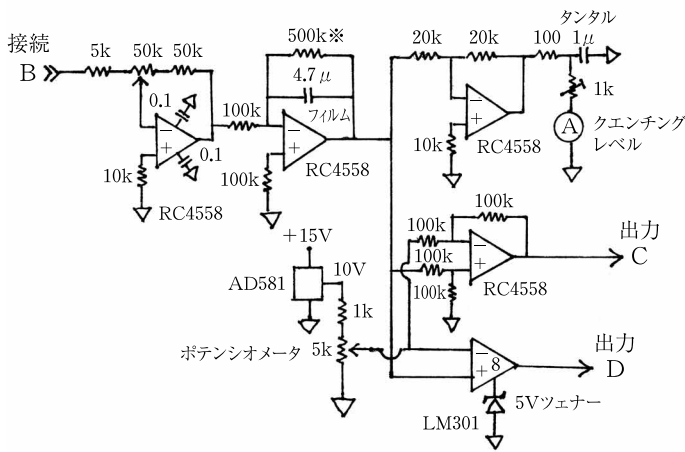 接続
B
5k
50k
50k
0.1
0.1
−
+
10k
RC4558
100k
500k※
4.7μ
フィルム
−
+
100k
RC4558
20k
20k
100
タンタル
1μ
−
+
10k
RC4558
1k
A
クエンチング
レベル
100k
100k
100k
100k
−
+
RC4558
出力
C
+15V
AD581
10V
1k
ポテンシオメータ
5k
−
+
8
LM301
5Vツェナー
出力
D